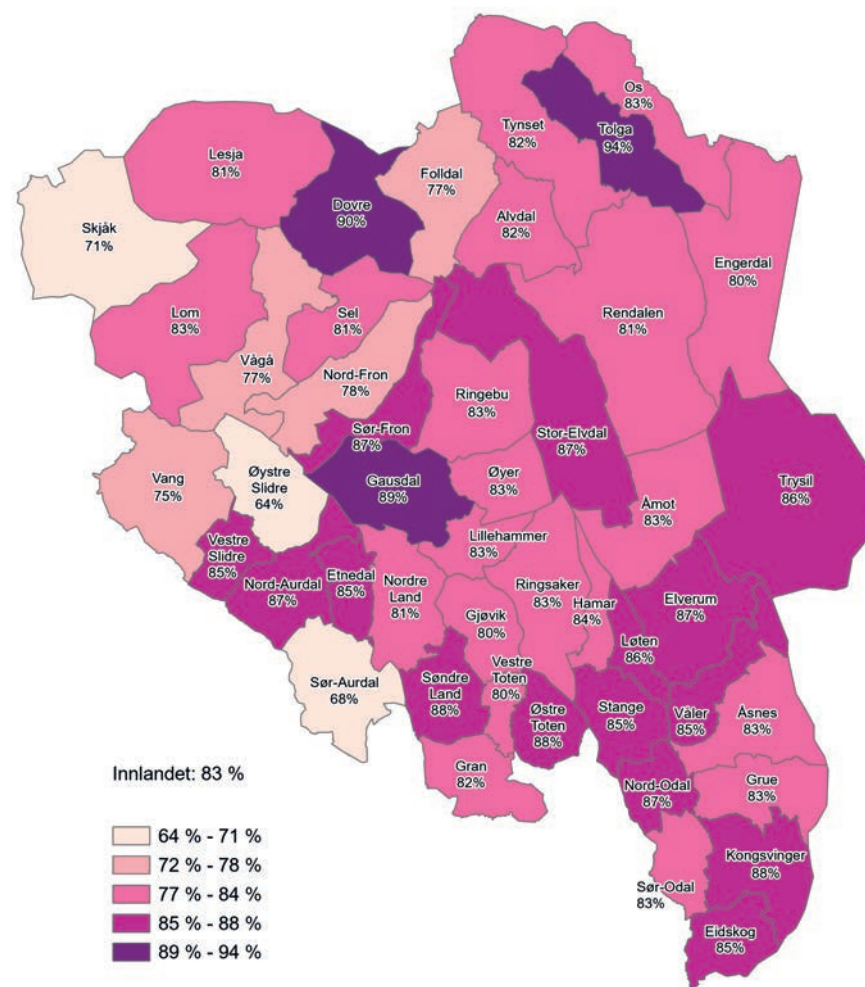 Os
83%
Tynset
82%
Tolga
94%
Lesja
81%
Folldal
77%
Dovre
90%
Alvdal
82%
Skjåk
71%
Engerdal
80%
Lom
83%
Sel
81%
Rendalen
81%
Vågå
77%
Nord-Fron
78%
Ringebu
83%
Sør-Fron
87%
Stor-Elvdal
87%
Vang
75%
Øystre
Slidre
64%
Gausdal
89%
Øyer
83%
Trysil
86%
Åmot
83%
Lillehammer
83%
Vestre
Slidre
85%
Nord-Aurdal
87%
Etnedal
85%
Nordre
Land
81%
Ringsaker
83%
Hamar
84%
Elverum
87%
Gjøvik
80%
Løten
86%
Vestre
Toten
80%
Sør-Aurdal
68%
Søndre
Land
88%
Østre
Toten
88%
Stange
85%
Våler
85%
Åsnes
83%
Gran
82%
Nord-Odal
87%
Grue
83%
Kongsvinger
88%
Sør-Odal
83%
Eidskog
85%
Innlandet: 83 %
64 % - 71 %
72 % - 78 %
77 % - 84 %
85 % - 88 %
89 % - 94 %